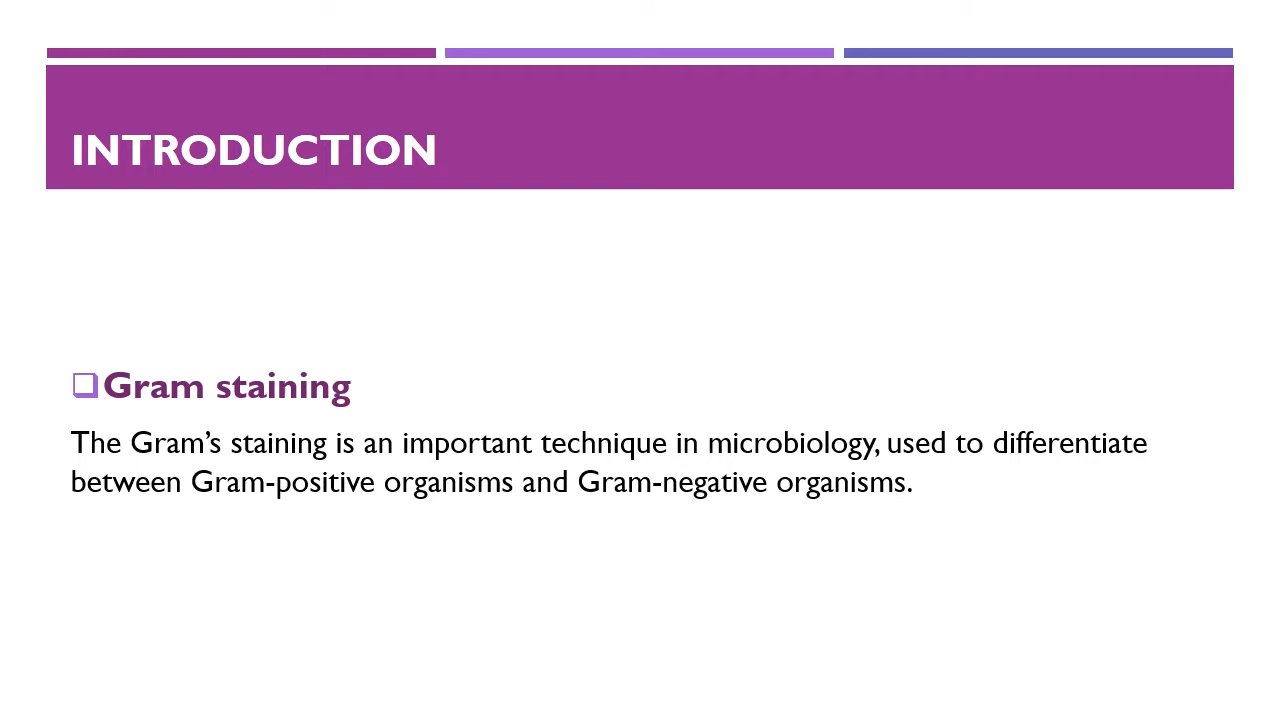 INTRODUCTION
Gram staining
The Gram’s staining is an important technique in microbiology, used to differentiate
between Gram-positive organisms and Gram-negative organisms.